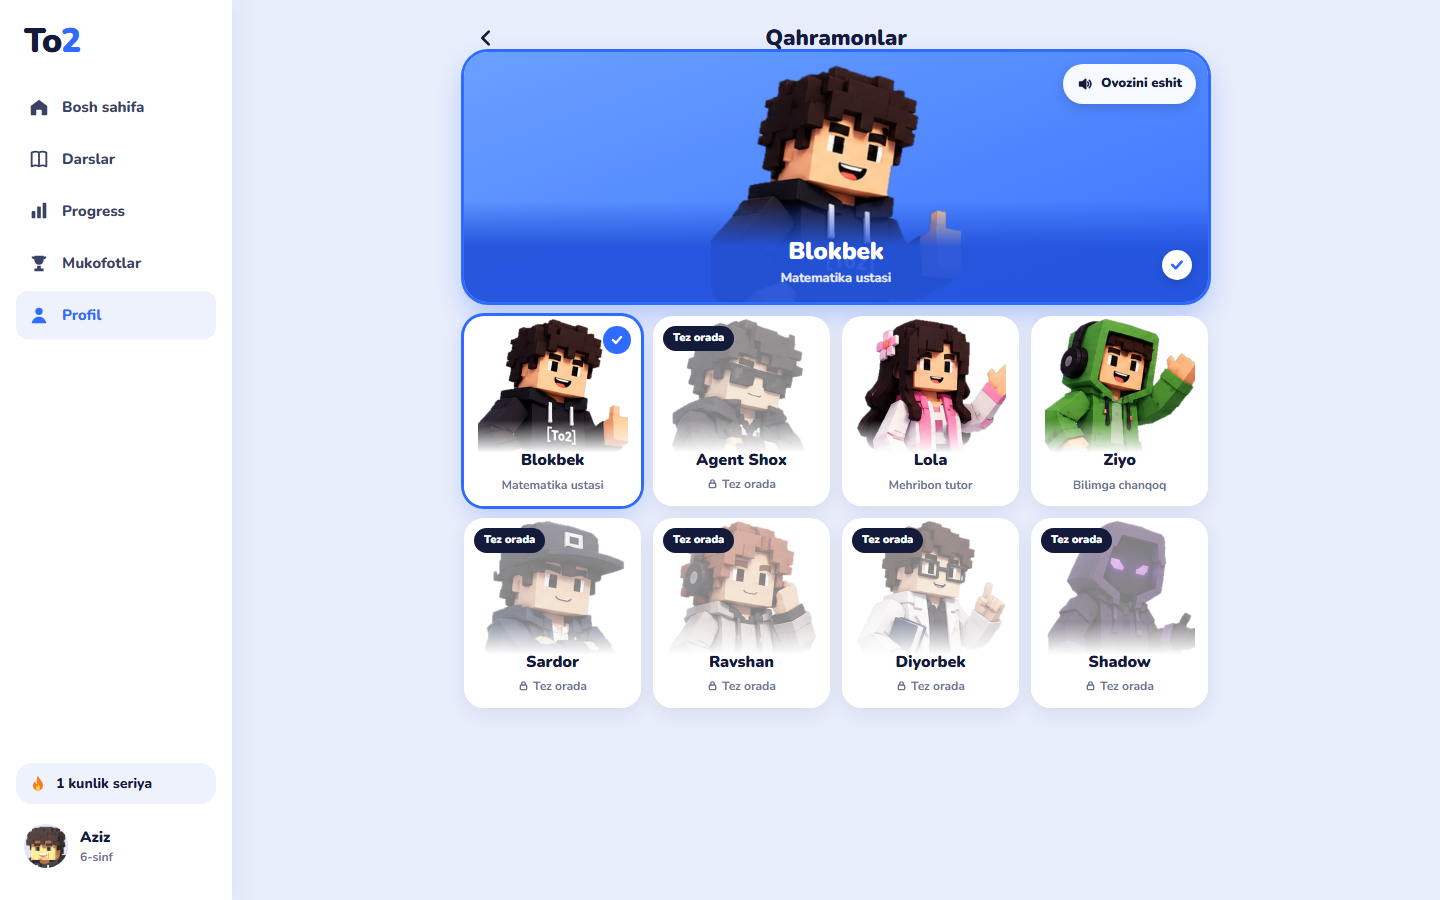 To2
Bosh sahifa
Darslar
Progress
Mukofotlar
Profil
1 kunlik seriya
Aziz
6-sinf
Qahramonlar
Ovozini eshit
Blokbek
Matematika ustasi
[To2]
Blokbek
Matematika ustasi
Tez orada
Agent Shox
Tez orada
Lola
Mehribon tutor
Ziyo
Bilimga chanqoq
Tez orada
Sardor
Tez orada
Tez orada
Ravshan
Tez orada
Tez orada
Diyorbek
Tez orada
Tez orada
Shadow
Tez orada